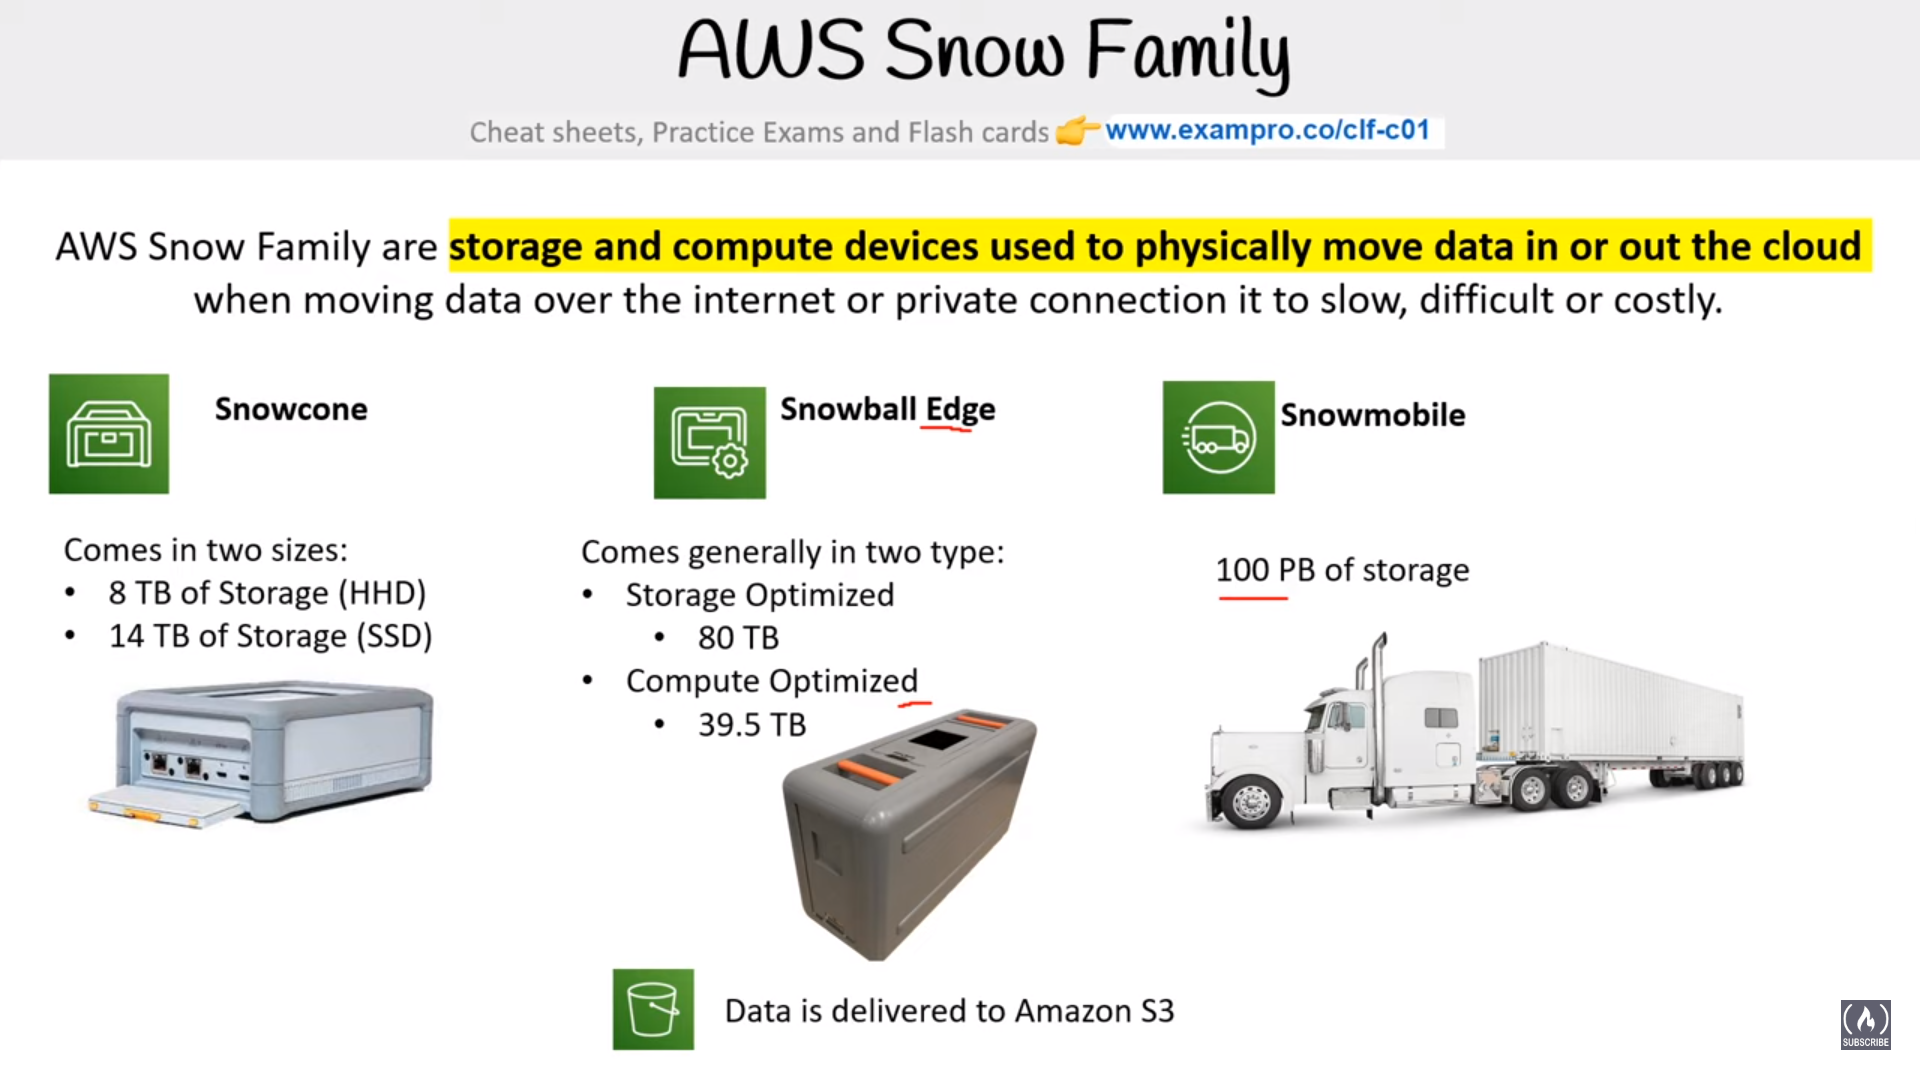 AWS Snow Family
Cheat sheets, Practice Exams and Flash cards 👉 www.exampro.co/clf-c01
AWS Snow Family are storage and compute devices used to physically move data in or out the cloud
when moving data over the internet or private connection it to slow, difficult or costly.
Snowcone
Comes in two sizes:
• 8 TB of Storage (HHD)
• 14 TB of Storage (SSD)
Snowball Edge
Comes generally in two type:
• Storage Optimized
• 80 TB
• Compute Optimized
• 39.5 TB
Snowmobile
100 PB of storage
Data is delivered to Amazon S3
SUBSCRIBE